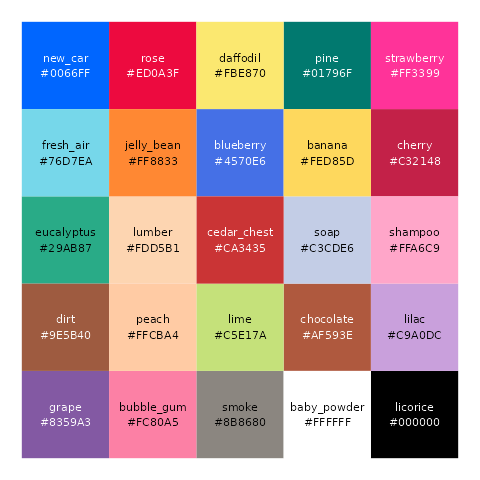 new_car
#0066FF
rose
#ED0A3F
daffodil
#FBE870
pine
#01796F
strawberry
#FF3399
fresh_air
#76D7EA
jelly_bean
#FF8833
blueberry
#4570E6
banana
#FED85D
cherry
#C32148
eucalyptus
#29AB87
lumber
#FDD5B1
cedar_chest
#CA3435
soap
#C3CDE6
shampoo
#FFA6C9
dirt
#9E5B40
peach
#FFCBA4
lime
#C5E17A
chocolate
#AF593E
lilac
#C9A0DC
grape
#8359A3
bubble_gum
#FC80A5
smoke
#8B8680
baby_powder
#FFFFFF
licorice
#000000